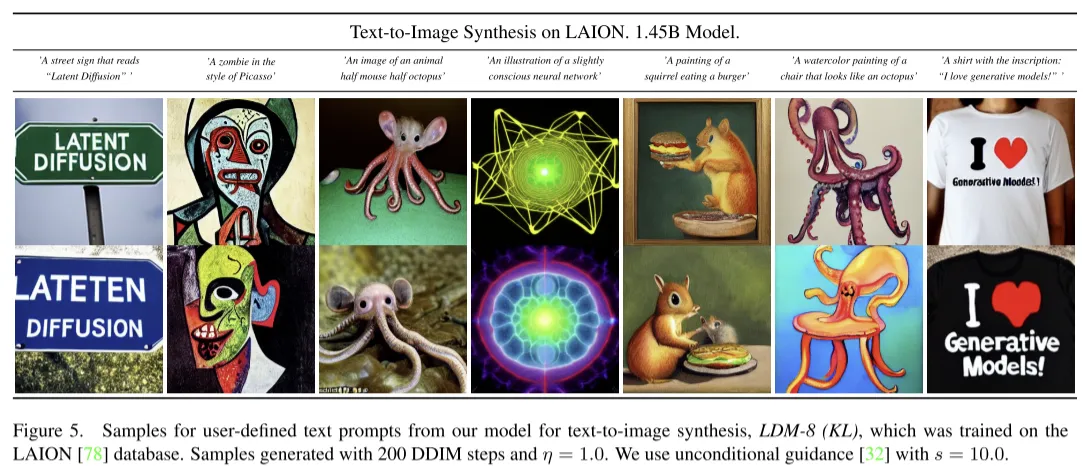 Text-to-Image Synthesis on LAION. 1.45B Model.
'A street sign that reads
“Latent Diffusion” '
'A zombie in the
style of Picasso'
'An image of an animal
half mouse half octopus'
'An illustration of a slightly
conscious neural network'
'A painting of a
squirrel eating a burger'
'A watercolor painting of a
chair that looks like an octopus'
'A shirt with the inscription:
“I love generative models!” '
LATENT
DIFFUSION
I
Generative Moodels!
LATETEN
DIFFUSION
I
Generative
Models!
Figure 5. Samples for user-defined text prompts from our model for text-to-image synthesis, LDM-8 (KL), which was trained on the
LAION [78] database. Samples generated with 200 DDIM steps and η = 1.0. We use unconditional guidance [32] with s = 10.0.